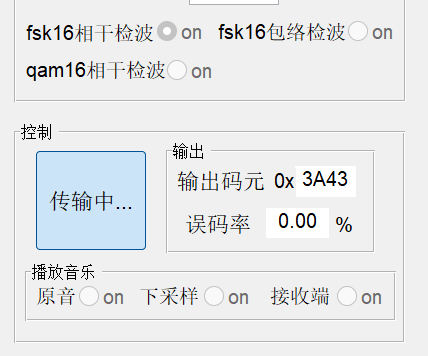 fsk16相干检波 on fsk16包络检波 on
qam16相干检波 on
控制
传输中...
输出
输出码元 0x 3A43
误码率 0.00 %
播放音乐
原音 on 下采样 on 接收端 on